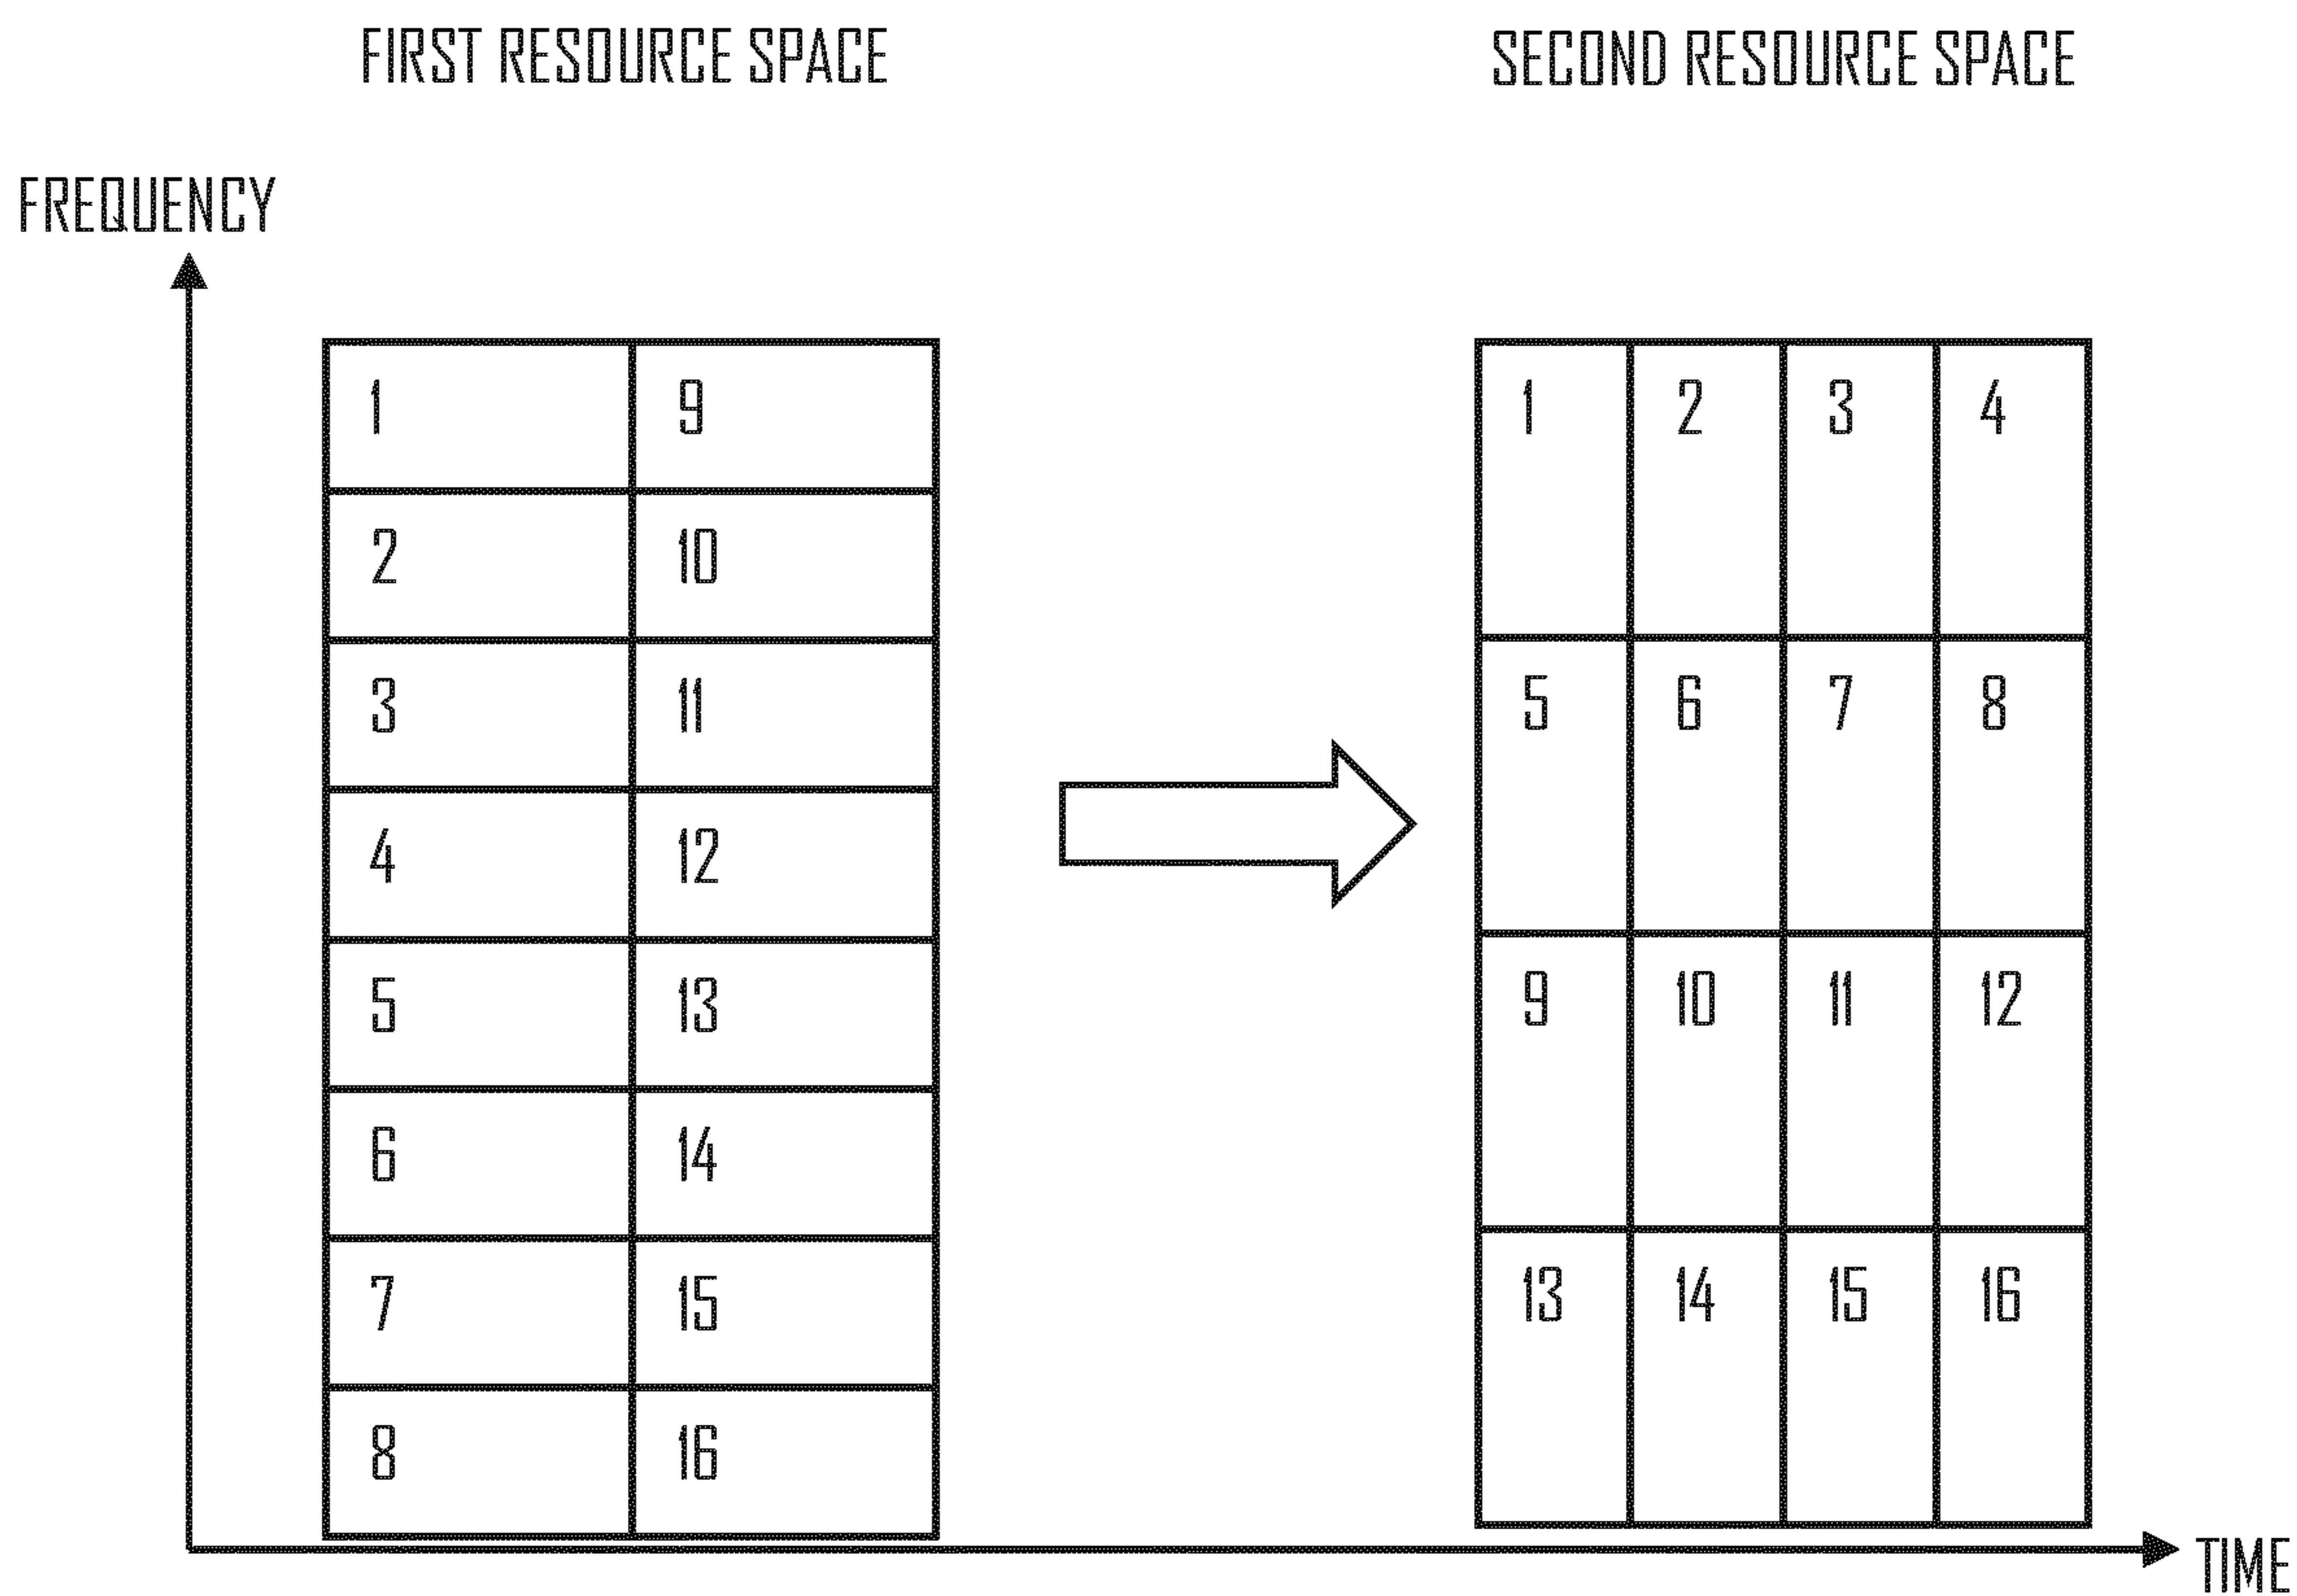 FIRST RESOURCE SPACE
SECOND RESOURCE SPACE
FREQUENCY
1 9
2 10
3 11
4 12
5 13
6 14
7 15
8 16
1 2 3 4
5 6 7 8
9 10 11 12
13 14 15 16
TIME